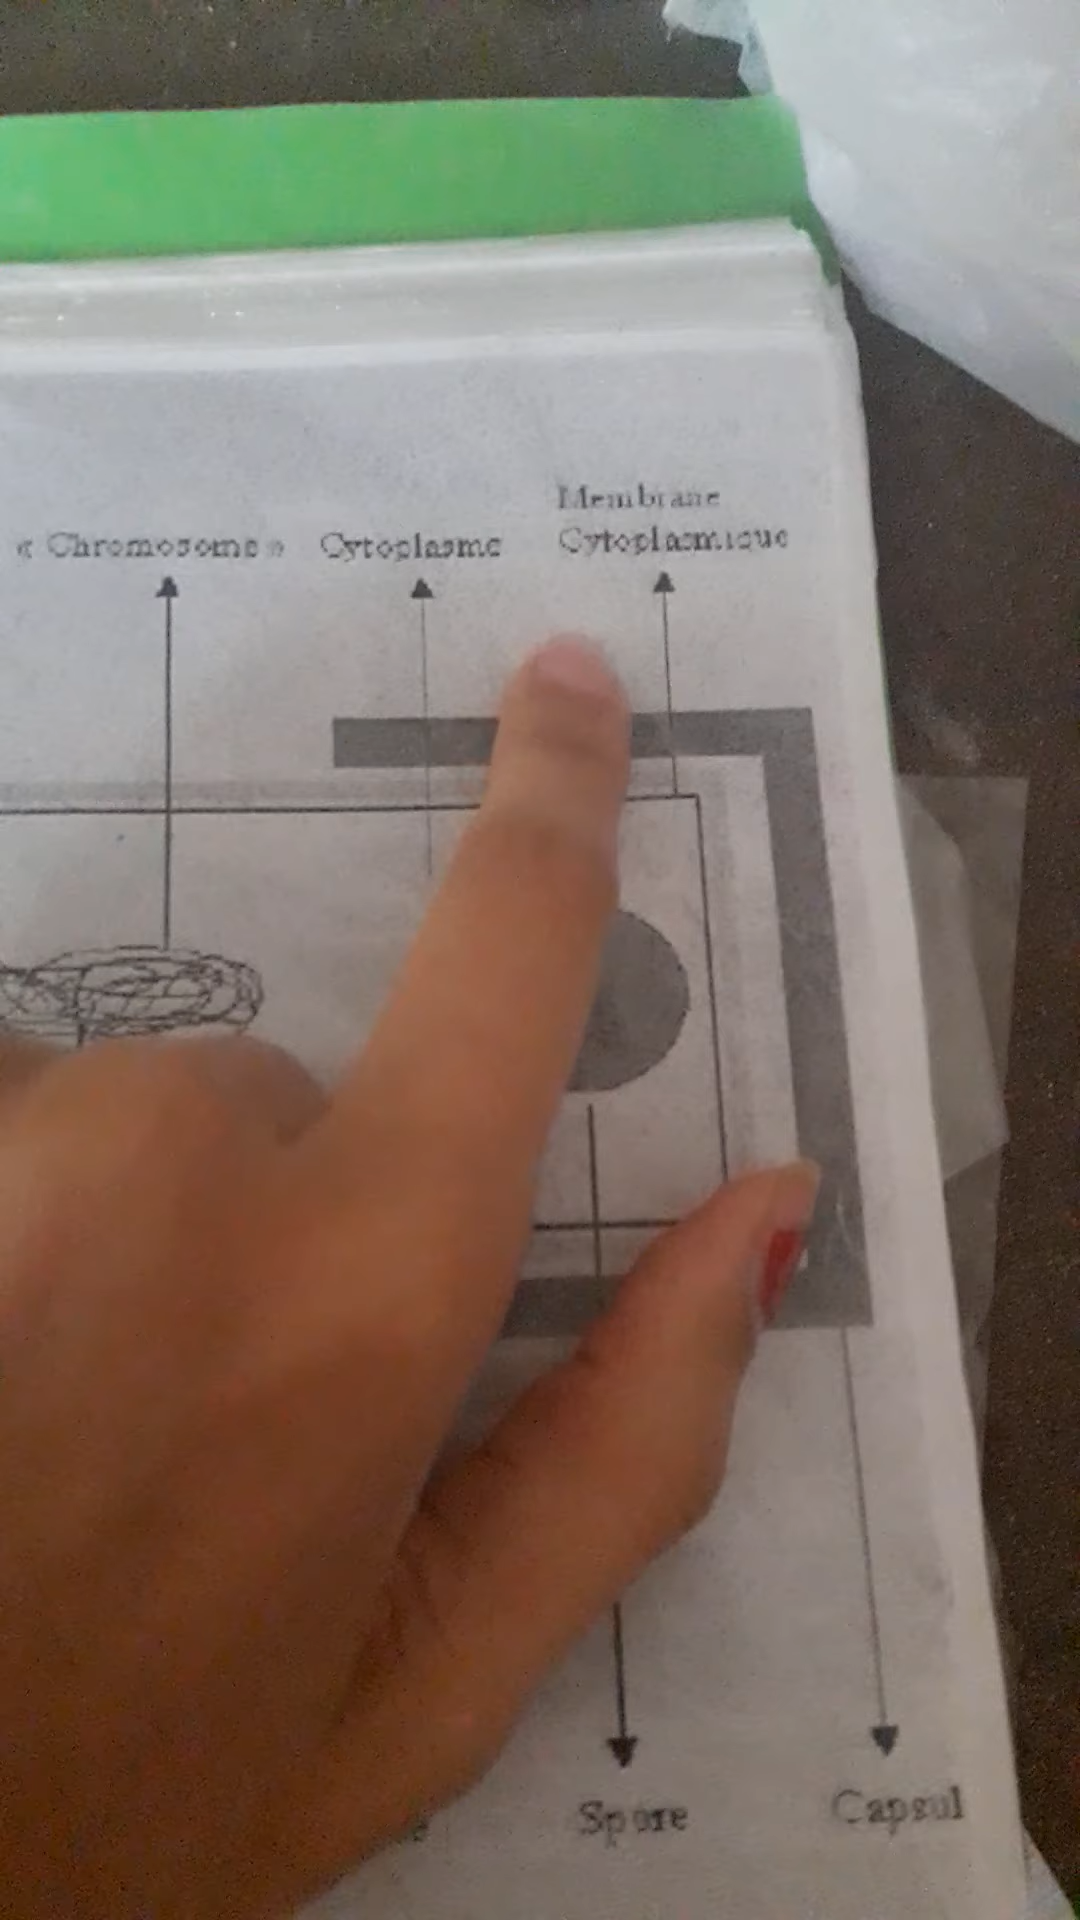 « Chromosome »
Cytoplasme
Membrane
Cytoplasmique
Spore
Capsul